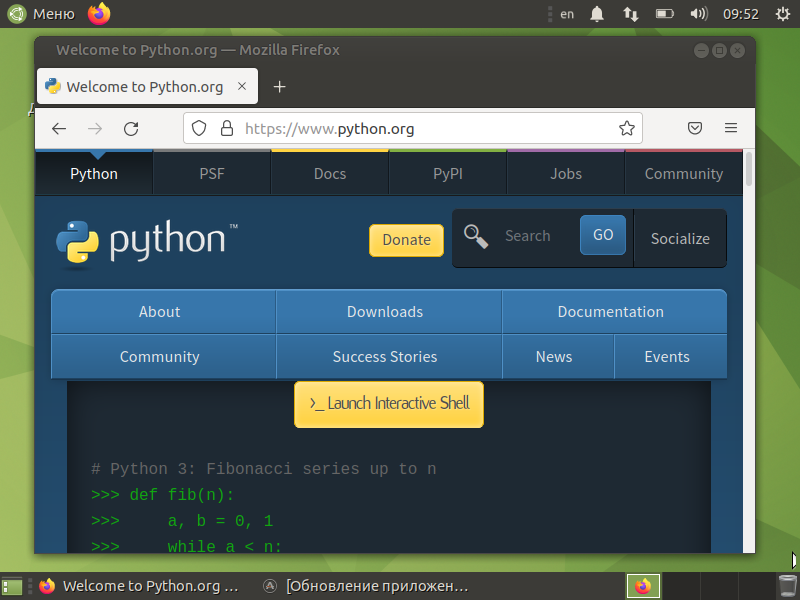 Меню
en
09:52
Welcome to Python.org — Mozilla Firefox
Welcome to Python.org
https://www.python.org
Python PSF Docs PyPI Jobs Community
python™ Donate Search GO Socialize
About Downloads Documentation
Community Success Stories News Events
>_ Launch Interactive Shell
# Python 3: Fibonacci series up to n
>>> def fib(n):
>>>     a, b = 0, 1
>>>     while a < n:
Welcome to Python.org ... [Обновление приложен...